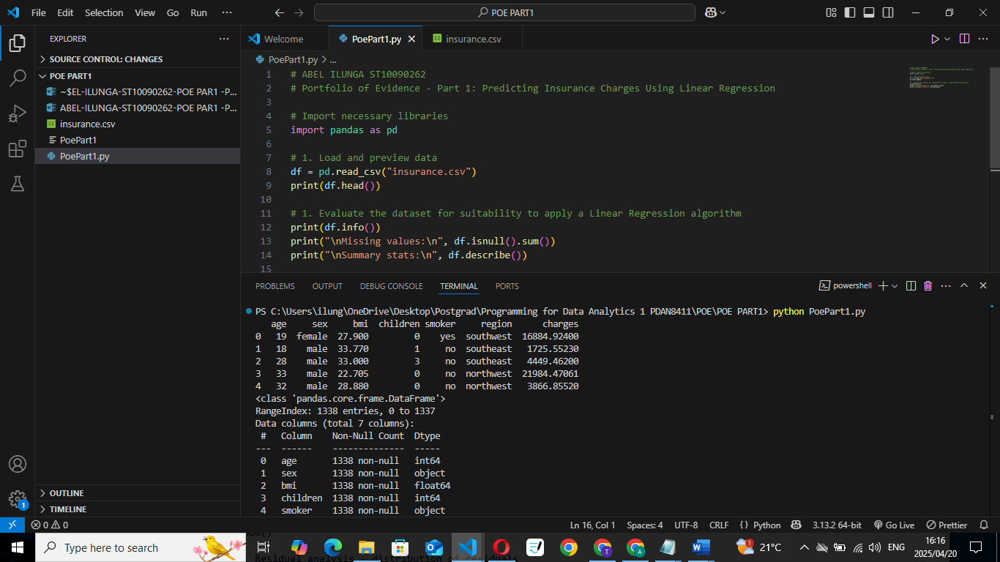 File Edit Selection View Go Run ··· POE PART1
EXPLORER ···
SOURCE CONTROL: CHANGES
POE PART1
~$EL-ILUNGA-ST10090262-POE PAR1 -P...
ABEL-ILUNGA-ST10090262-POE PAR1 -P...
insurance.csv
PoePart1
PoePart1.py
OUTLINE
TIMELINE
Welcome PoePart1.py insurance.csv
PoePart1.py > ...
1 # ABEL ILUNGA ST10090262
2 # Portfolio of Evidence - Part 1: Predicting Insurance Charges Using Linear Regression
3
4 # Import necessary libraries
5 import pandas as pd
6
7 # 1. Load and preview data
8 df = pd.read_csv("insurance.csv")
9 print(df.head())
10
11 # 1. Evaluate the dataset for suitability to apply a Linear Regression algorithm
12 print(df.info())
13 print("\nMissing values:\n", df.isnull().sum())
14 print("\nSummary stats:\n", df.describe())
15
PROBLEMS OUTPUT DEBUG CONSOLE TERMINAL PORTS powershell
PS C:\Users\ilung\OneDrive\Desktop\Postgrad\Programming for Data Analytics 1 PDAN8411\POE\POE PART1> python PoePart1.py
age sex bmi children smoker region charges
0 19 female 27.900 0 yes southwest 16884.92400
1 18 male 33.770 1 no southeast 1725.55230
2 28 male 33.000 3 no southeast 4449.46200
3 33 male 22.705 0 no northwest 21984.47061
4 32 male 28.880 0 no northwest 3866.85520
<class 'pandas.core.frame.DataFrame'>
RangeIndex: 1338 entries, 0 to 1337
Data columns (total 7 columns):
# Column Non-Null Count Dtype
--- ------ -------------- -----
0 age 1338 non-null int64
1 sex 1338 non-null object
2 bmi 1338 non-null float64
3 children 1338 non-null int64
4 smoker 1338 non-null object
1
0 0 Ln 16, Col 1 Spaces: 4 UTF-8 CRLF {} Python 3.13.2 64-bit Go Live Prettier
Type here to search 21°C ENG 16:16
2025/04/20
Residual analysis - distribution of residuals